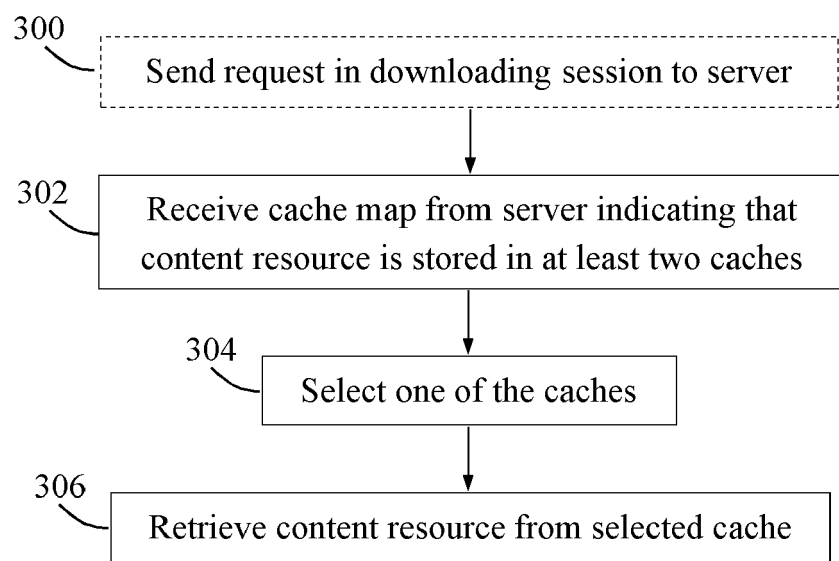 300
Send request in downloading session to server
302
Receive cache map from server indicating that
content resource is stored in at least two caches
304
Select one of the caches
306
Retrieve content resource from selected cache